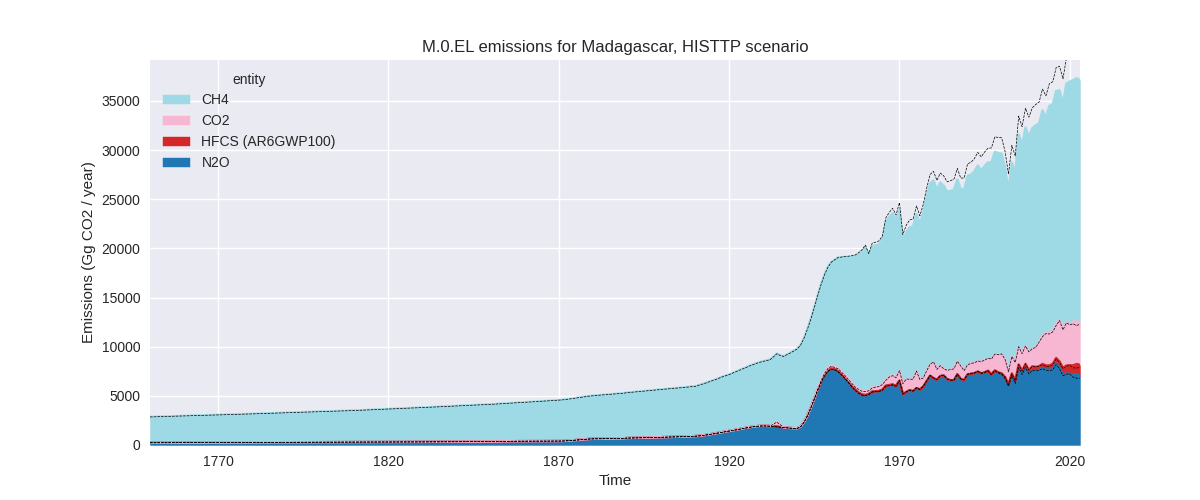 M.0.EL emissions for Madagascar, HISTTP scenario
Emissions (Gg CO2 / year)
entity
CH4
CO2
HFCS (AR6GWP100)
N2O
35000
30000
25000
20000
15000
10000
5000
0
1770
1820
1870
1920
1970
2020
Time